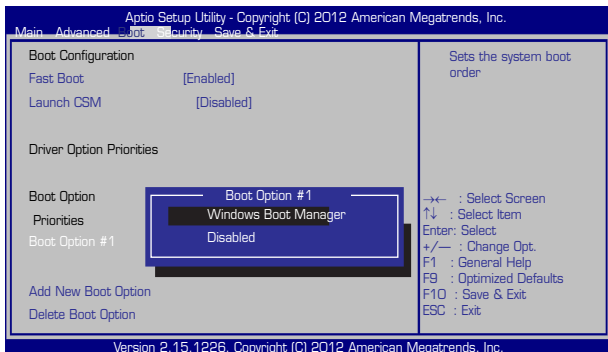 Aptio Setup Utility - Copyright (C) 2012 American Megatrends, Inc.
Main Advanced Boot Security Save & Exit
Boot Configuration
Fast Boot [Enabled]
Launch CSM [Disabled]
Driver Option Priorities
Boot Option
Priorities
Boot Option #1
Boot Option #1
Windows Boot Manager
Disabled
Add New Boot Option
Delete Boot Option
Sets the system boot
order
→← : Select Screen
↑↓ : Select Item
Enter: Select
+/— : Change Opt.
F1 : General Help
F9 : Optimized Defaults
F10 : Save & Exit
ESC : Exit
Version 2.15.1226. Copyright (C) 2012 American Megatrends, Inc.